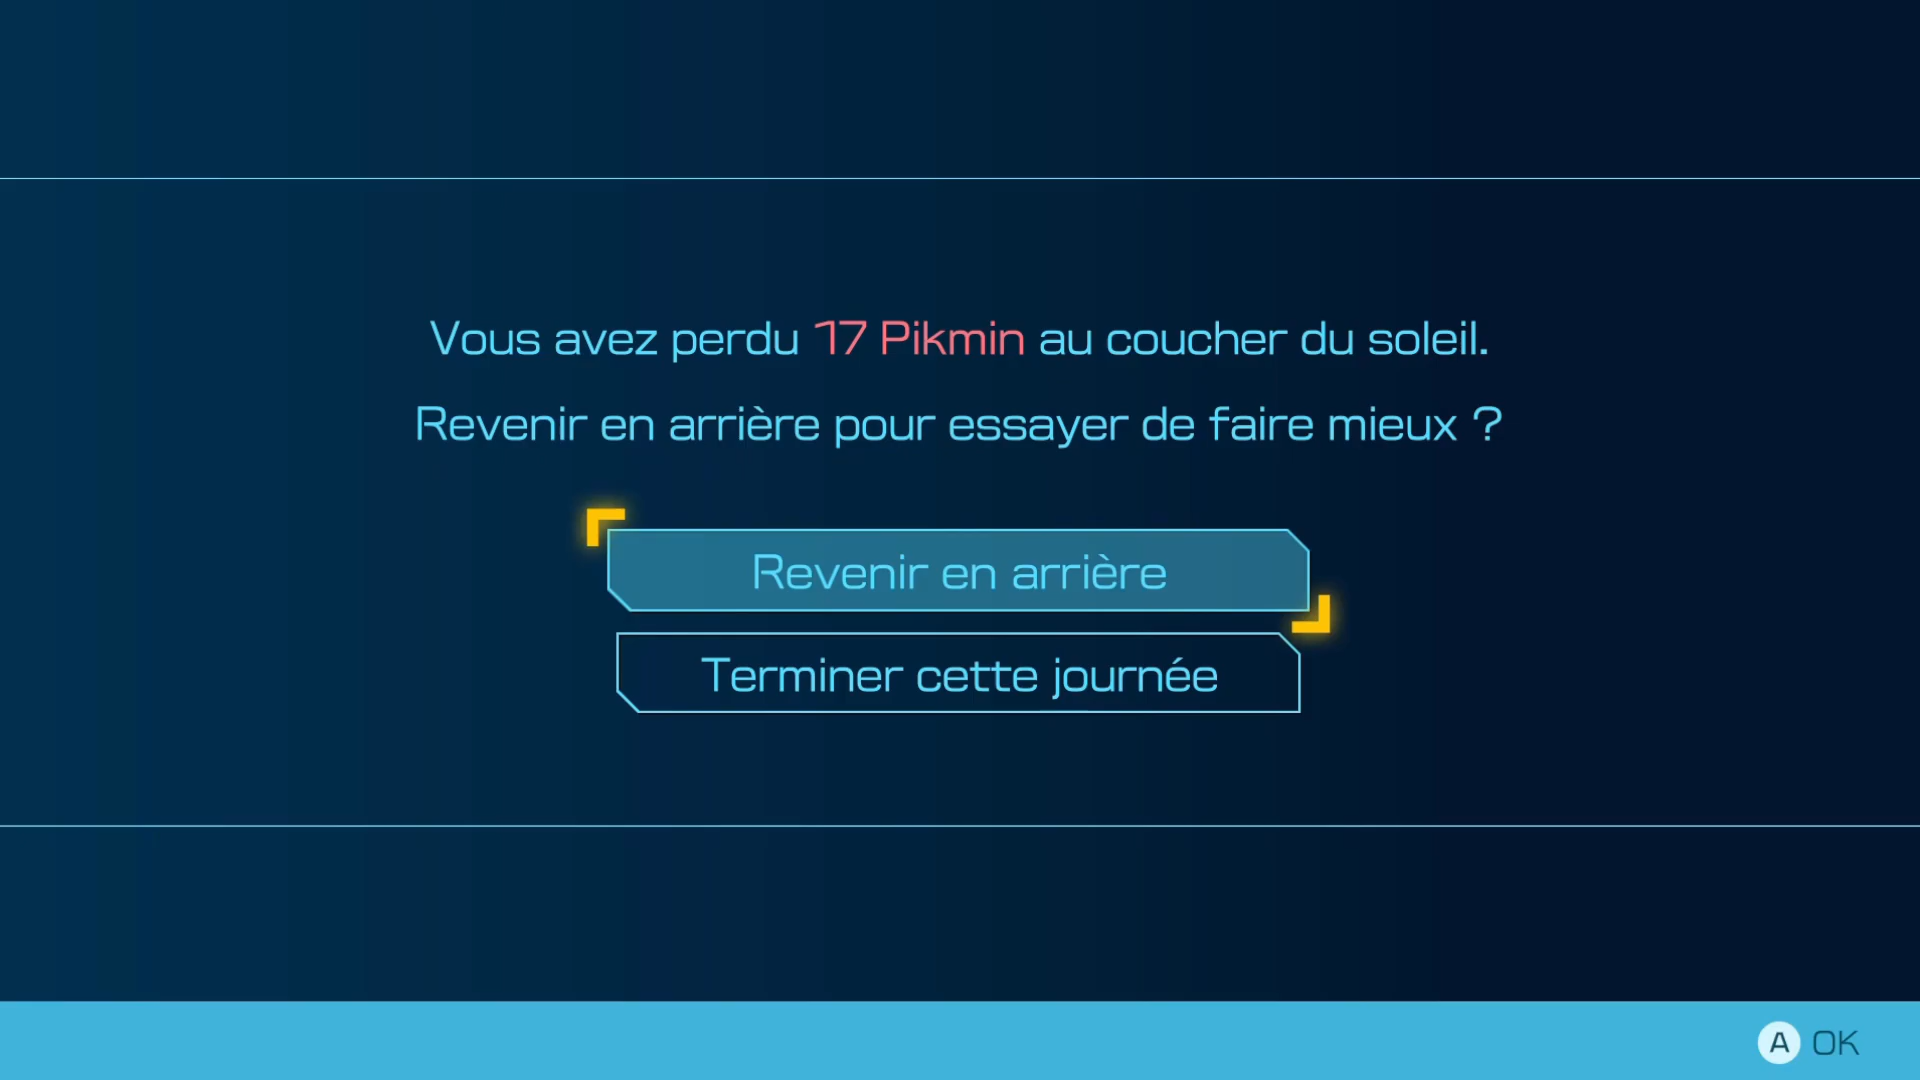 Vous avez perdu 17 Pikmin au coucher du soleil.
Revenir en arrière pour essayer de faire mieux ?
Revenir en arrière
Terminer cette journée
A OK